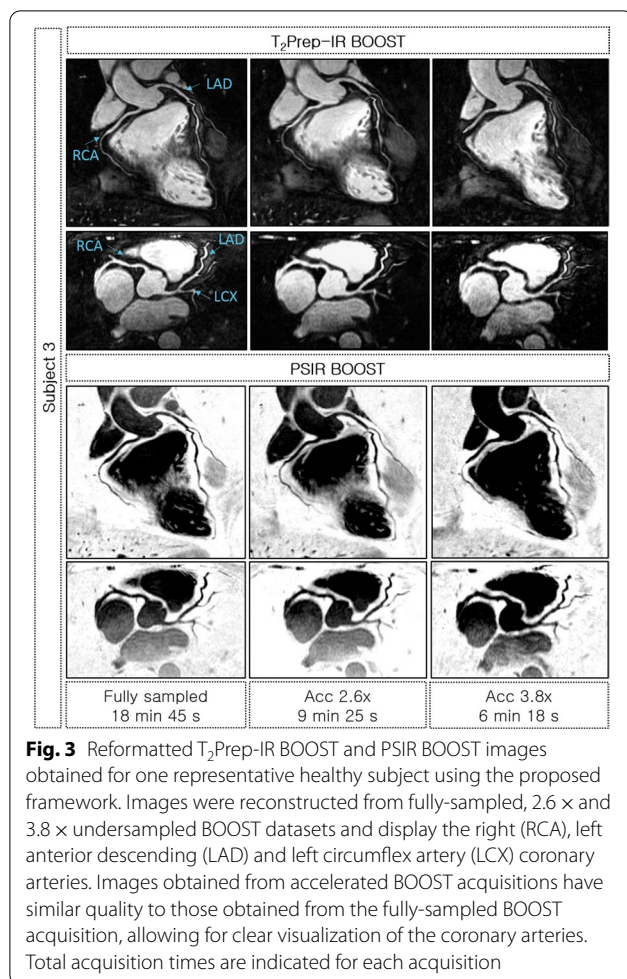 T₂Prep-IR BOOST
LAD
RCA
RCA
LAD
LCX
Subject 3
PSIR BOOST
Fully sampled
18 min 45 s
Acc 2.6x
9 min 25 s
Acc 3.8x
6 min 18 s
Fig. 3 Reformatted T₂Prep-IR BOOST and PSIR BOOST images
obtained for one representative healthy subject using the proposed
framework. Images were reconstructed from fully-sampled, 2.6 × and
3.8 × undersampled BOOST datasets and display the right (RCA), left
anterior descending (LAD) and left circumflex artery (LCX) coronary
arteries. Images obtained from accelerated BOOST acquisitions have
similar quality to those obtained from the fully-sampled BOOST
acquisition, allowing for clear visualization of the coronary arteries.
Total acquisition times are indicated for each acquisition